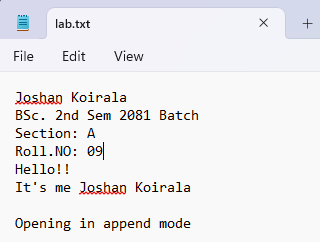 lab.txt
File Edit View
Joshan Koirala
BSc. 2nd Sem 2081 Batch
Section: A
Roll.NO: 09
Hello!!
It's me Joshan Koirala

Opening in append mode